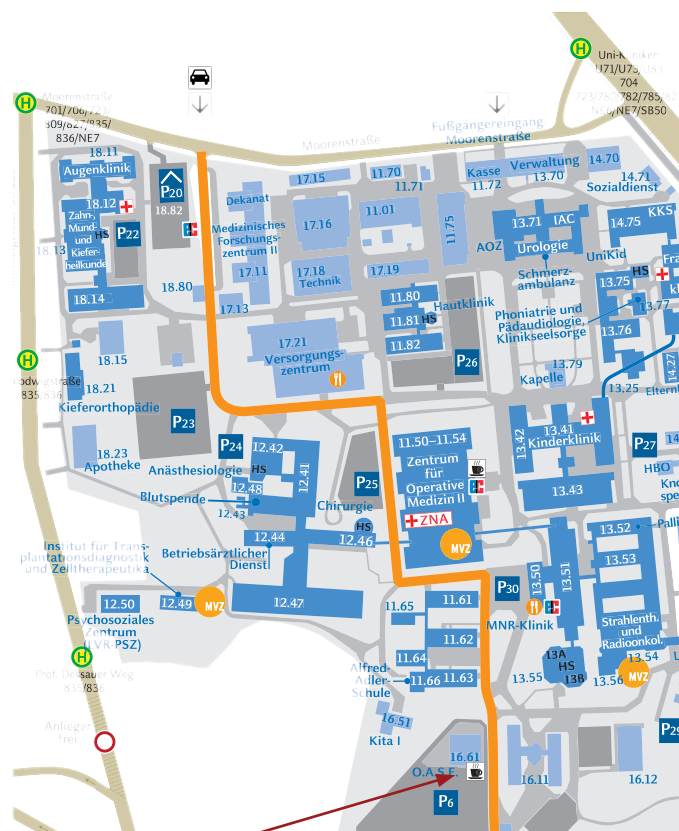 H
Uni-Kliniken
U71/U73/U83
704
723/780/782/785/82
NE6/NE7/SB50
H
Moorenstraße
701/706/723/
809/827/835/
836/NE7
Moorenstraße
Fußgängereingang
Moorenstraße
18.11
Augenklinik
18.12
Zahn-,
Mund-
und
Kiefer-
heilkunde
HS
P22
18.13
18.14
P20
18.82
18.80
Dekanat
Medizinisches
Forschungs-
zentrum II
17.11
17.13
17.15
17.16
17.18
Technik
11.70
11.71
11.01
17.19
11.75
Kasse
11.72
Verwaltung
13.70
14.70
14.71
Sozialdienst
13.71
IAC
AOZ
Urologie
Schmerz-
ambulanz
KKS
14.75
UniKid
HS
13.75
13.77
13.76
Phoniatrie und
Pädaudiologie,
Klinikseelsorge
11.80
11.81
HS
11.82
Hautklinik
P26
17.21
Versorgungs-
zentrum
13.79
Kapelle
13.25
14.27
H
835/836
18.15
18.21
Kieferorthopädie
18.23
Apotheke
P23
P24
Anästhesiologie
HS
12.42
12.41
12.48
Blutspende
12.43
12.44
Betriebsärztlicher
Dienst
12.46
12.47
P25
Chirurgie
HS
11.50–11.54
Zentrum
für
Operative
Medizin II
ZNA
MVZ
13.42
13.41
Kinderklinik
13.43
P27
HBO
13.52
13.53
13.50
13.51
P30
MNR-Klinik
Strahlenth.
und
Radioonkol.
13.54
13.56
MVZ
13A
HS
13B
13.55
Institut für Trans-
plantationsdiagnostik
und Zelltherapeutika
12.50
12.49
MVZ
Psychosoziales
Zentrum
(LVR-PSZ)
H
Prof.-Dessauer-Weg
835/836
Anlieger
frei
11.65
11.61
11.62
11.64
11.66
11.63
Alfred-
Adler-
Schule
16.51
Kita I
16.61
O.A.S.E.
P6
16.11
16.12
P29